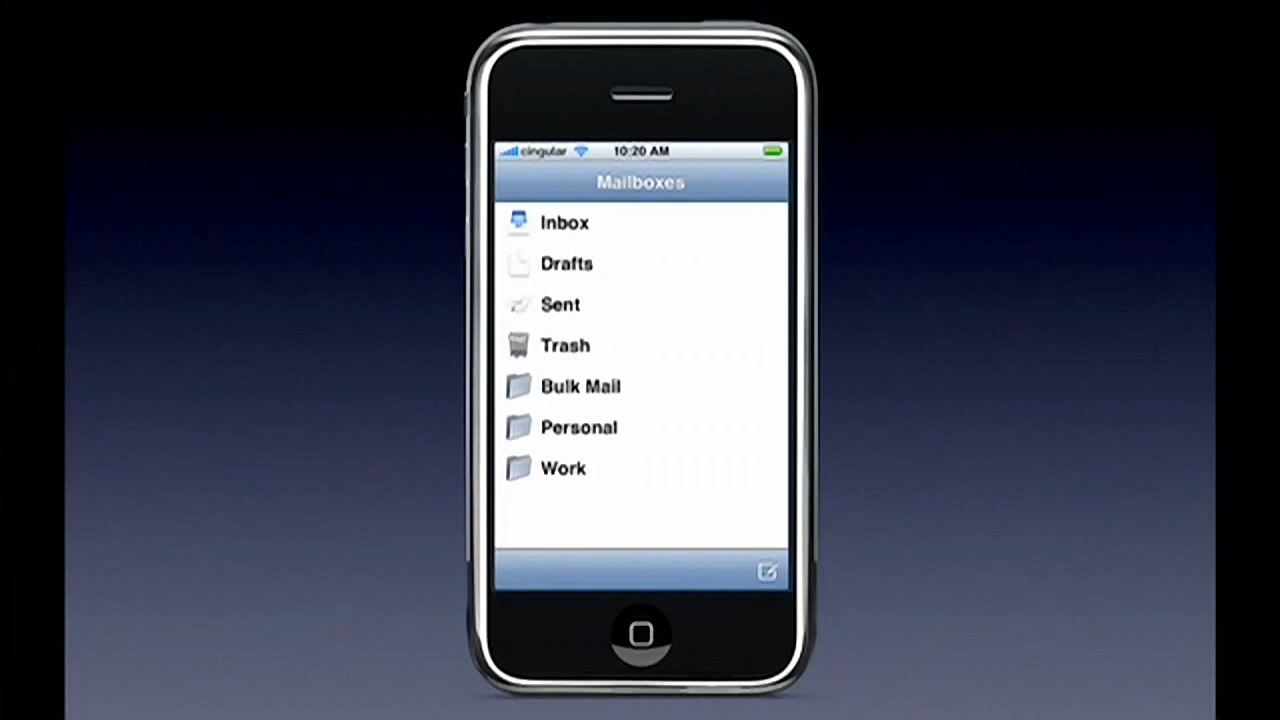 cingular 10:20 AM
Mailboxes
Inbox
Drafts
Sent
Trash
Bulk Mail
Personal
Work